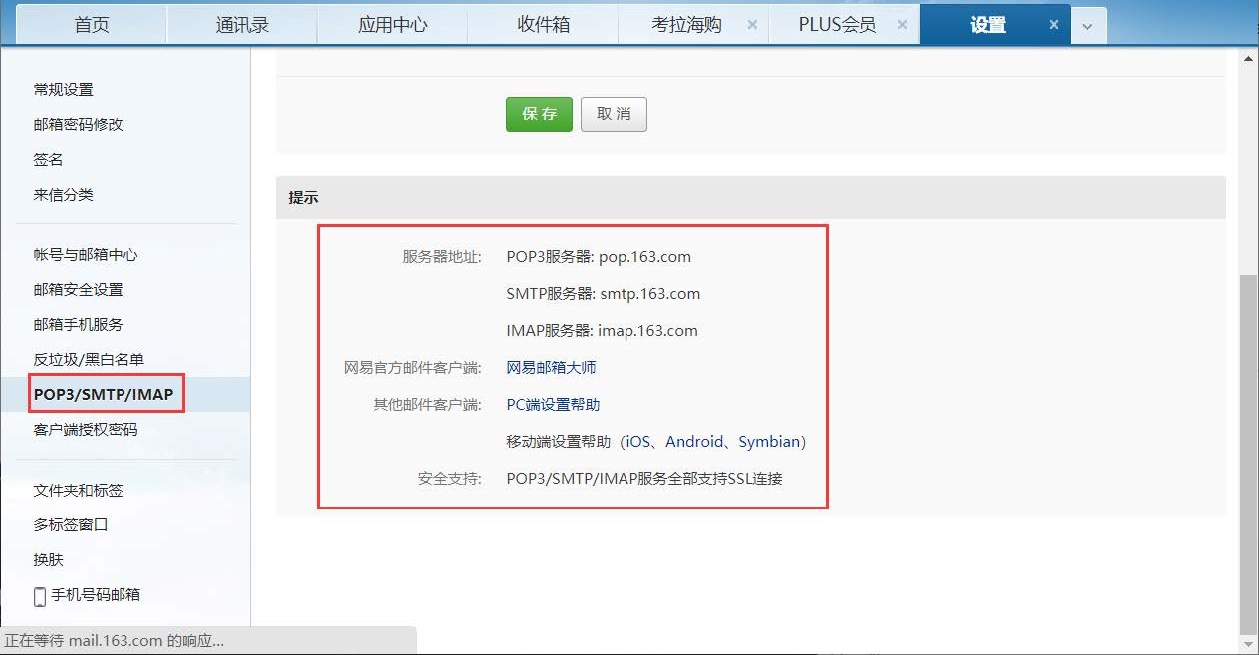 首页 通讯录 应用中心 收件箱 考拉海购 PLUS会员 设置
常规设置
邮箱密码修改
签名
来信分类
帐号与邮箱中心
邮箱安全设置
邮箱手机服务
反垃圾/黑白名单
POP3/SMTP/IMAP
客户端授权密码
文件夹和标签
多标签窗口
换肤
手机号码邮箱
保 存 取 消
提示
服务器地址: POP3服务器: pop.163.com
SMTP服务器: smtp.163.com
IMAP服务器: imap.163.com
网易官方邮件客户端: 网易邮箱大师
其他邮件客户端: PC端设置帮助
移动端设置帮助（iOS、Android、Symbian）
安全支持: POP3/SMTP/IMAP服务全部支持SSL连接
正在等待 mail.163.com 的响应...